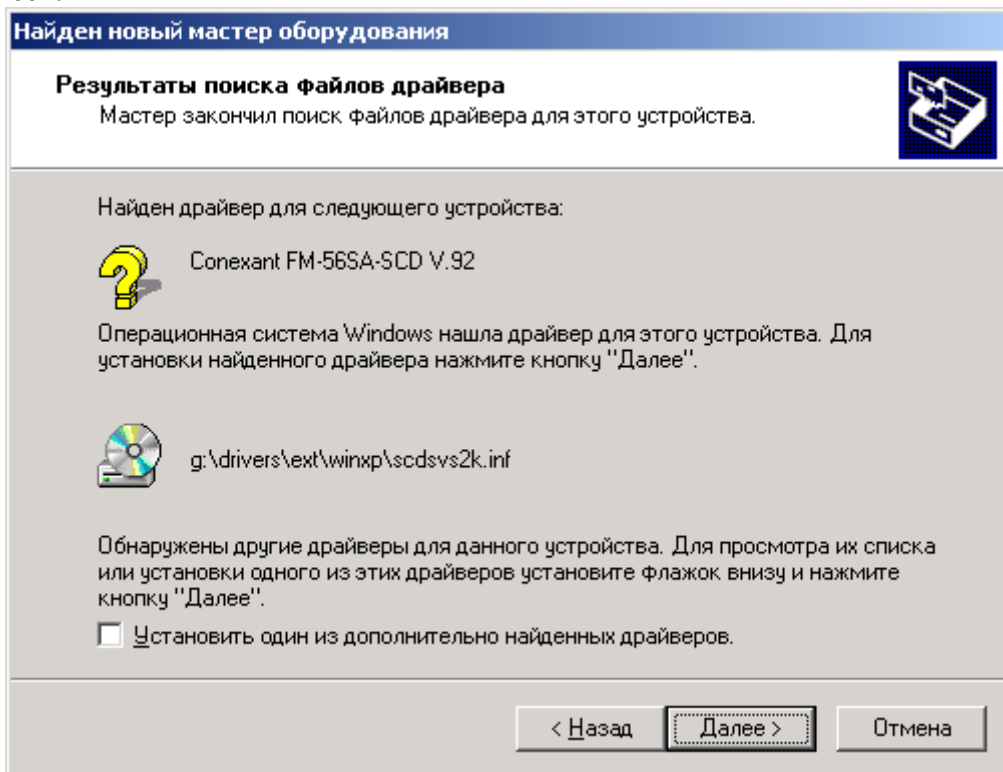 Найден новый мастер оборудования
Результаты поиска файлов драйвера
Мастер закончил поиск файлов драйвера для этого устройства.
Найден драйвер для следующего устройства:
Conexant FM-56SA-SCD V.92
Операционная система Windows нашла драйвер для этого устройства. Для
установки найденного драйвера нажмите кнопку "Далее".
g:\drivers\ext\winxp\scdsvs2k.inf
Обнаружены другие драйверы для данного устройства. Для просмотра их списка
или установки одного из этих драйверов установите флажок внизу и нажмите
кнопку "Далее".
Установить один из дополнительно найденных драйверов.
< Назад Далее > Отмена